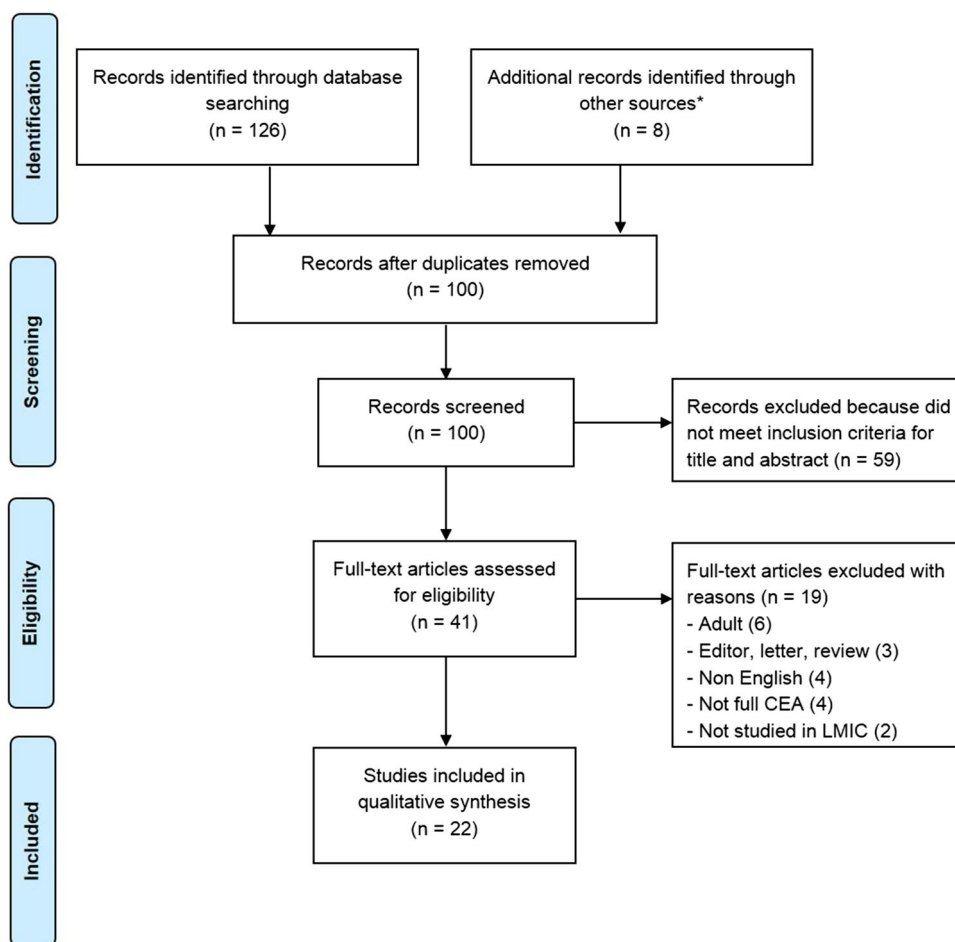 Identification
Records identified through database
searching
(n = 126)
Additional records identified through
other sources*
(n = 8)
Screening
Records after duplicates removed
(n = 100)
Records screened
(n = 100)
Records excluded because did
not meet inclusion criteria for
title and abstract (n = 59)
Eligibility
Full-text articles assessed
for eligibility
(n = 41)
Full-text articles excluded with
reasons (n = 19)
- Adult (6)
- Editor, letter, review (3)
- Non English (4)
- Not full CEA (4)
- Not studied in LMIC (2)
Included
Studies included in
qualitative synthesis
(n = 22)